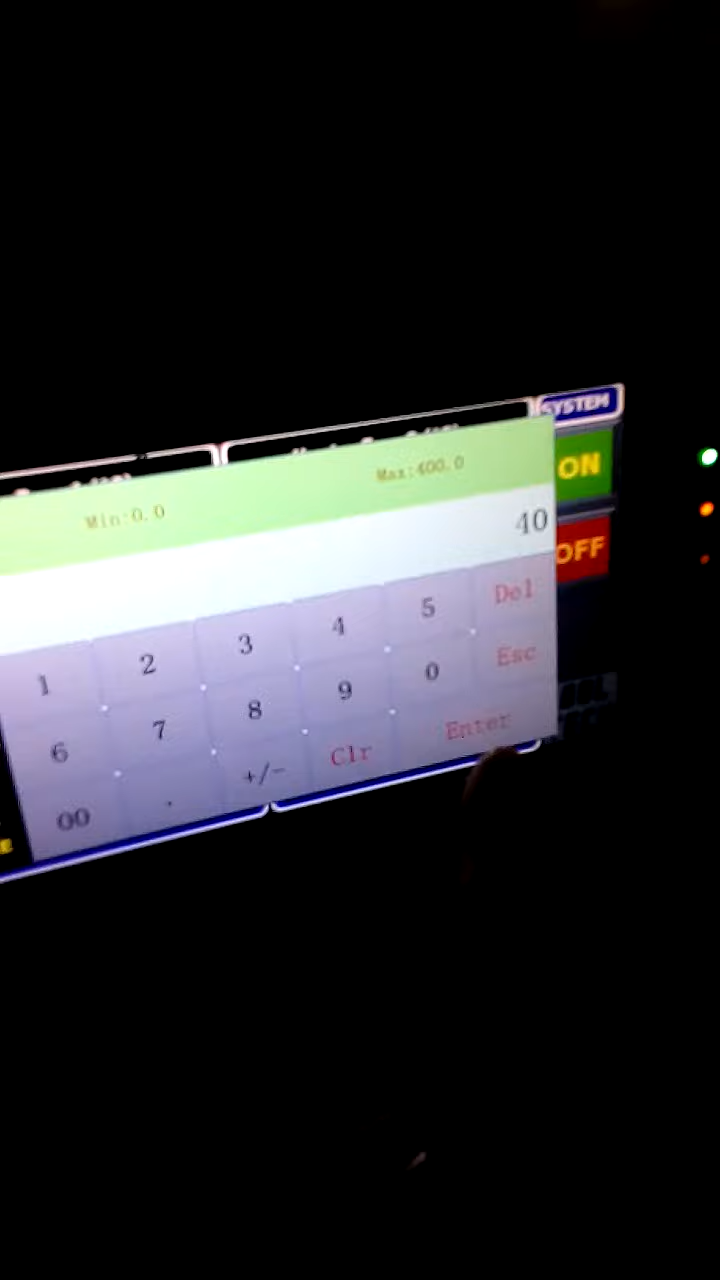 SYSTEM
Min:0.0 Max:400.0
ON
40
OFF
1 2 3 4 5 Del
6 7 8 9 0 Esc
00 . +/- Clr Enter